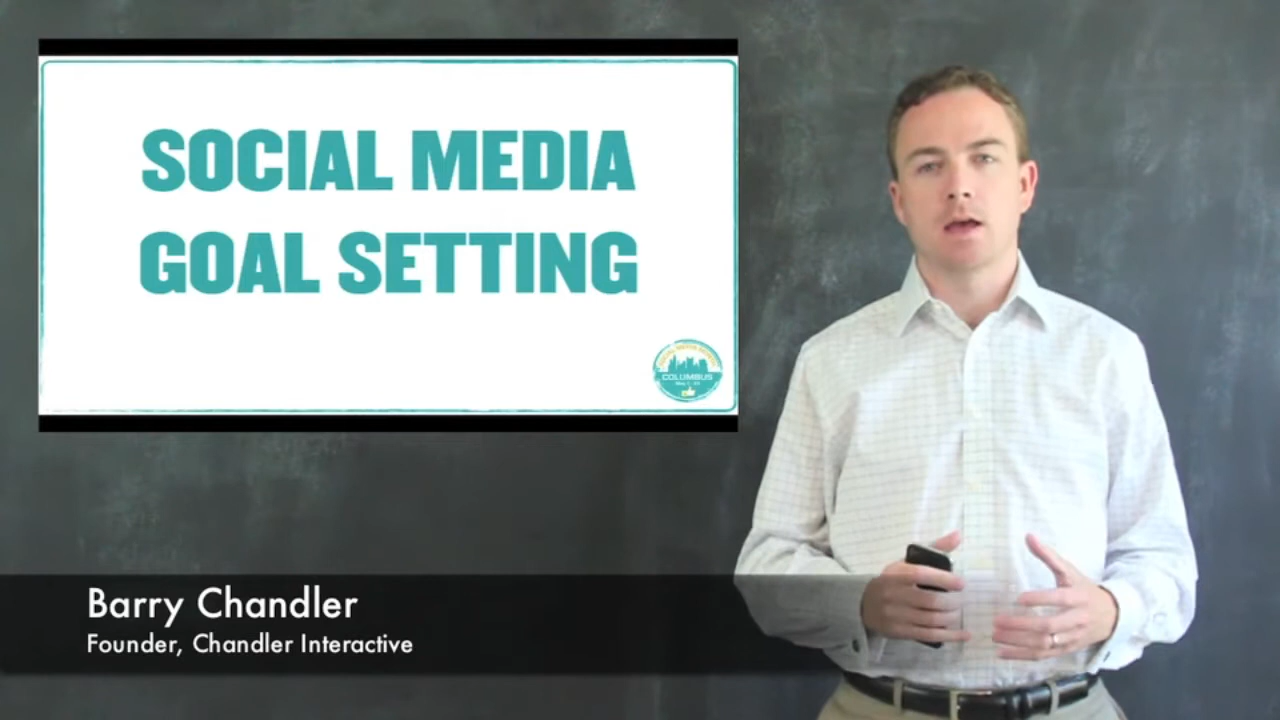 SOCIAL MEDIA
GOAL SETTING
COLUMBUS
Barry Chandler
Founder, Chandler Interactive